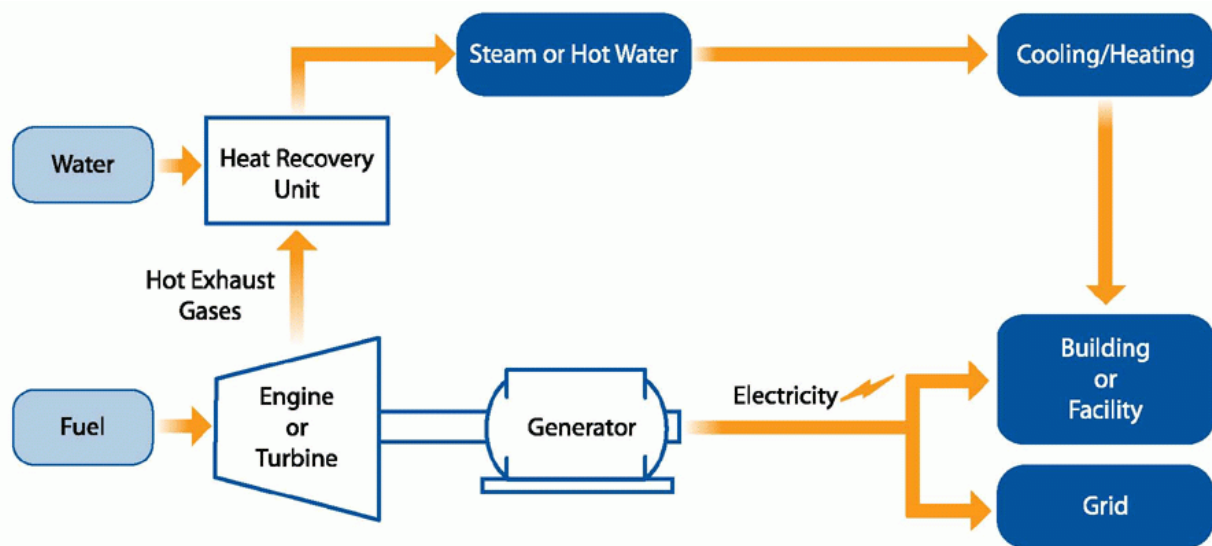 Steam or Hot Water
Cooling/Heating
Water
Heat Recovery
Unit
Hot Exhaust
Gases
Fuel
Engine
or
Turbine
Generator
Electricity
Building
or
Facility
Grid